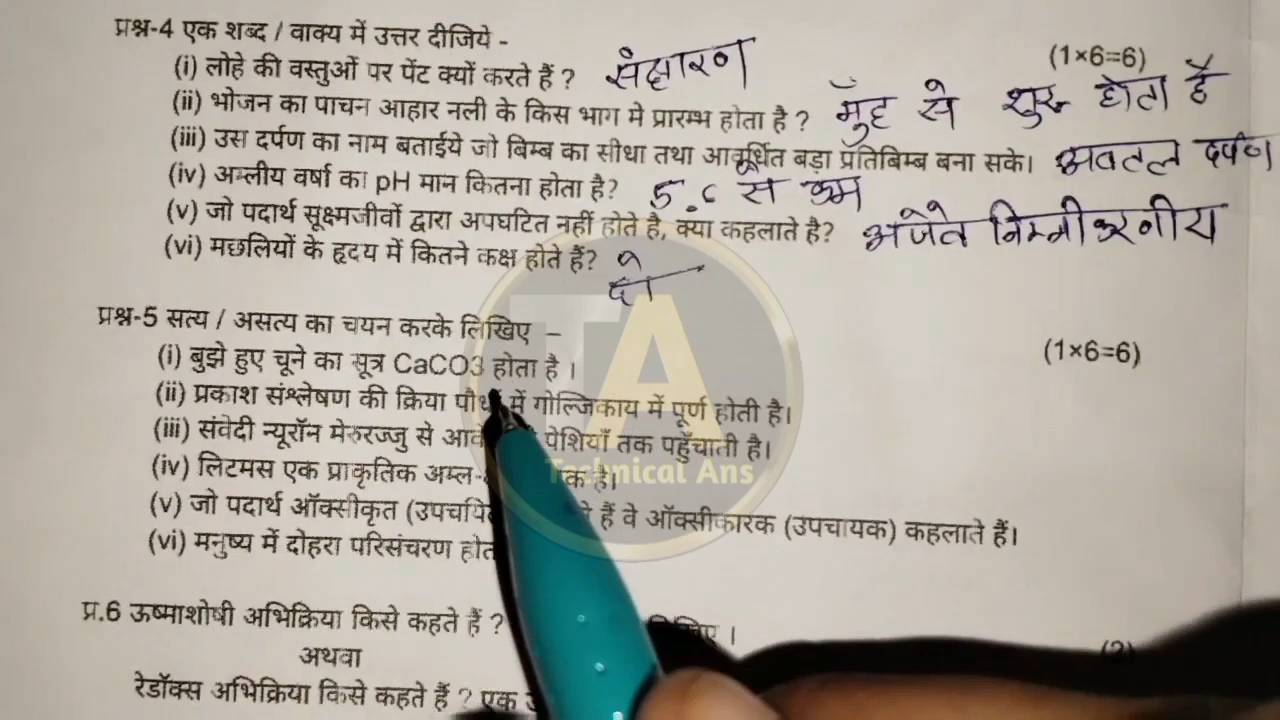 प्रश्न-4 एक शब्द / वाक्य में उत्तर दीजिये - (1×6=6)
(i) लोहे की वस्तुओं पर पेंट क्यों करते हैं ? संक्षारण
(ii) भोजन का पाचन आहार नली के किस भाग मे प्रारम्भ होता है ? मुँह से शुरू होता है
(iii) उस दर्पण का नाम बताईये जो बिम्ब का सीधा तथा आवर्धित बड़ा प्रतिबिम्ब बना सके। अवतल दर्पण
(iv) अम्लीय वर्षा का pH मान कितना होता है? 5.6 से कम
(v) जो पदार्थ सूक्ष्मजीवों द्वारा अपघटित नहीं होते है, क्या कहलाते है? निम्नीकरणीय
(vi) मछलियों के हृदय में कितने कक्ष होते हैं? दो
प्रश्न-5 सत्य / असत्य का चयन करके लिखिए – (1×6=6)
(i) बुझे हुए चूने का सूत्र CaCO3 होता है ।
(ii) प्रकाश संश्लेषण की क्रिया में गोल्जिकाय में पूर्ण होती है।
(iii) संवेदी न्यूरॉन मेरुरज्जु से पेशियाँ तक पहुँचाती है।
(iv) लिटमस एक प्राकृतिक अम्ल- है।
(v) जो पदार्थ ऑक्सीकृत हैं वे ऑक्सीकारक (उपचायक) कहलाते हैं।
(vi) मनुष्य में दोहरा परिसंचरण
प्र.6 ऊष्माशोषी अभिक्रिया किसे कहते हैं ? (2)
अथवा
रेडॉक्स अभिक्रिया किसे कहते हैं ? एक
TA
Technical Ans